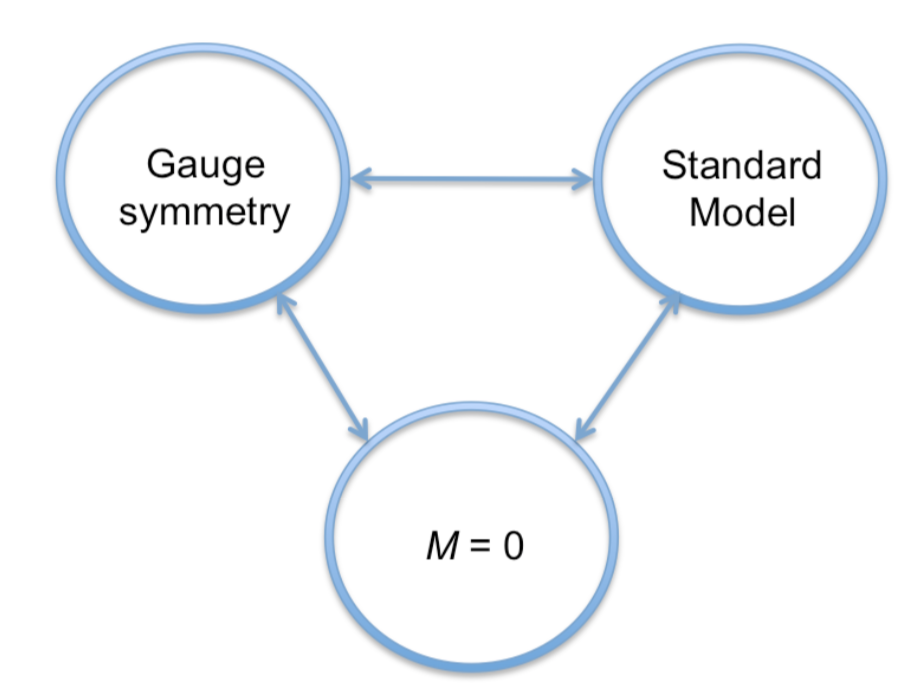 Gauge
symmetry
Standard
Model
M = 0